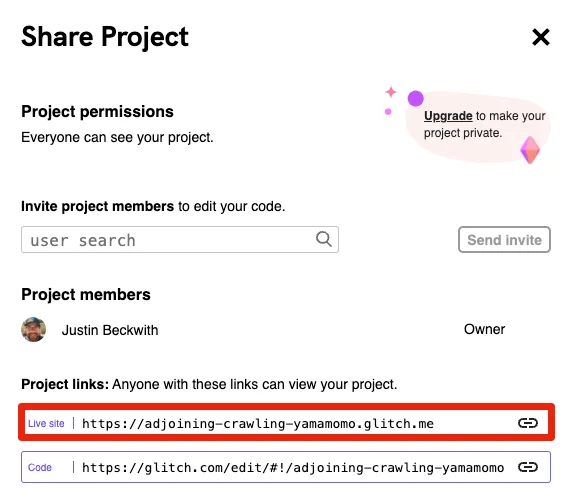 Share Project
Project permissions
Everyone can see your project.
Upgrade to make your
project private.
Invite project members to edit your code.
user search
Send invite
Project members
Justin Beckwith
Owner
Project links: Anyone with these links can view your project.
Live site | https://adjoining-crawling-yamamomo.glitch.me
Code | https://glitch.com/edit/#!/adjoining-crawling-yamamomo